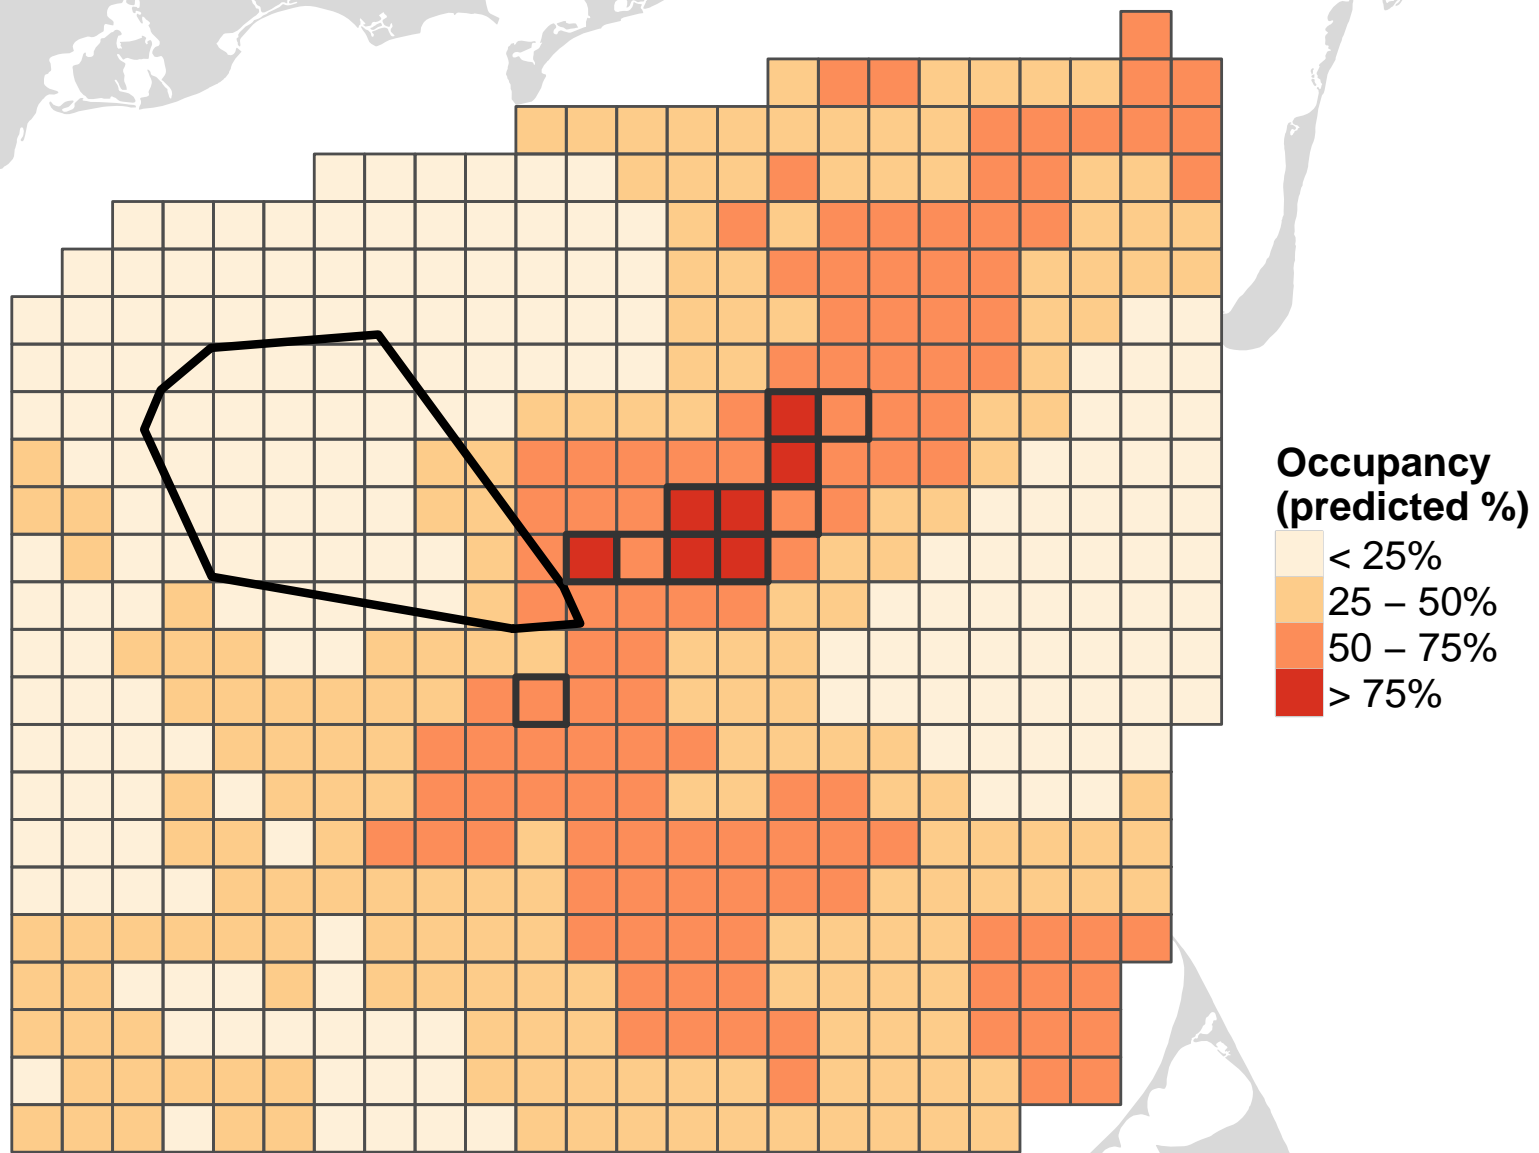 Occupancy
(predicted %)
< 25%
25 – 50%
50 – 75%
> 75%